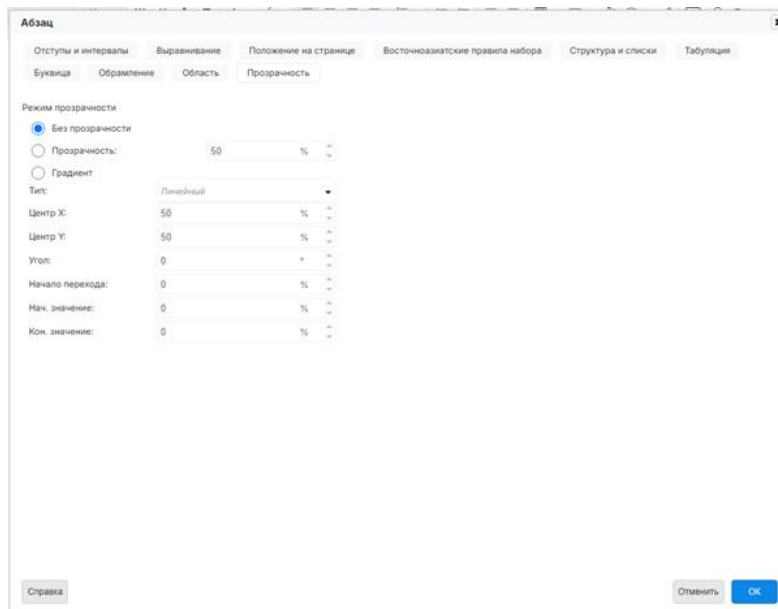 Абзац
Отступы и интервалы Выравнивание Положение на странице Восточноазиатские правила набора Структура и списки Табуляция
Буквица Обрамление Область Прозрачность
Режим прозрачности
Без прозрачности
Прозрачность: 50 %
Градиент
Тип: Линейный
Центр X: 50 %
Центр Y: 50 %
Угол: 0 °
Начало перехода: 0 %
Нач. значение: 0 %
Кон. значение: 0 %
Справка Отменить ОК